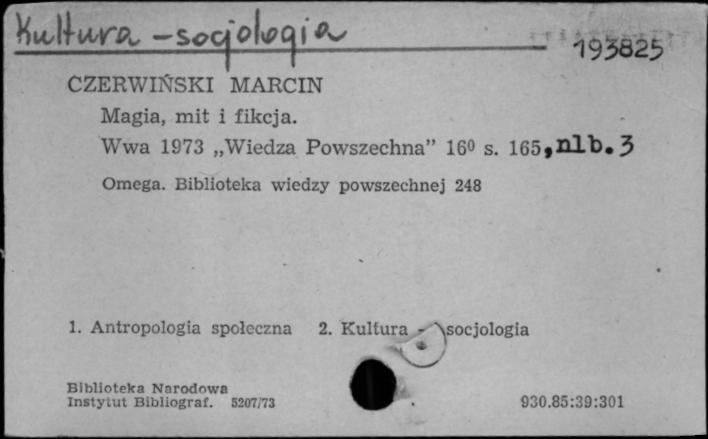 Kultura - socjologia
193825
CZERWIŃSKI MARCIN
Magia, mit i fikcja.
Wwa 1973 „Wiedza Powszechna” 16⁰ s. 165, nlb. 3
Omega. Biblioteka wiedzy powszechnej 248
1. Antropologia społeczna 2. Kultura - socjologia
Biblioteka Narodowa
Instytut Bibliograf. 5207/73
930.85:39:301